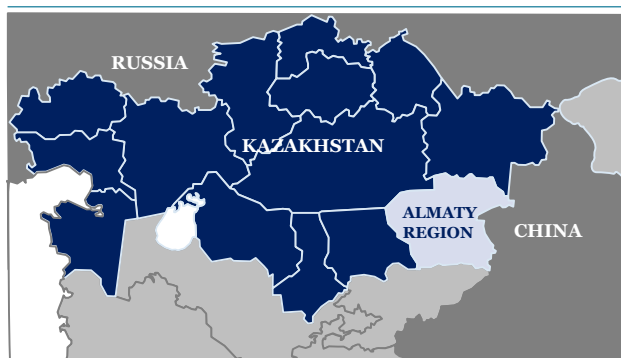 RUSSIA
KAZAKHSTAN
ALMATY
REGION
CHINA